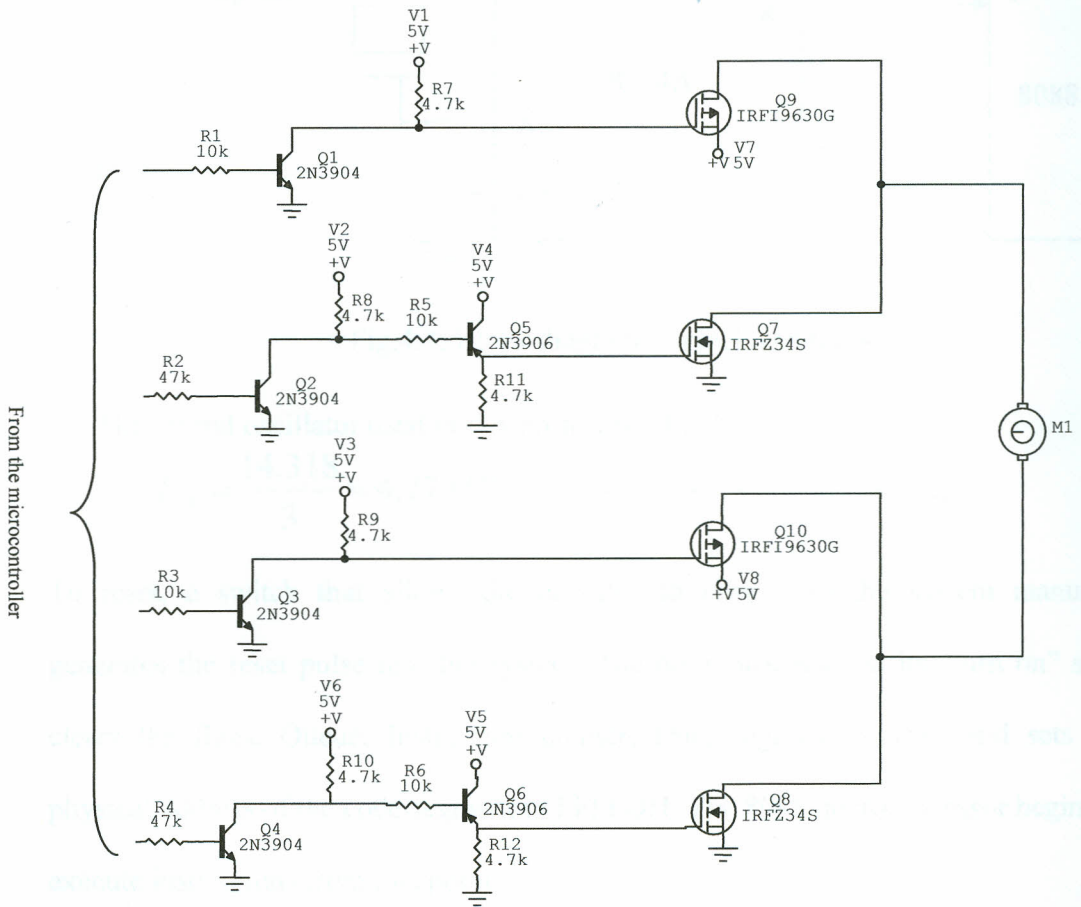 V1
5V
+V
R7
4.7k
Q9
IRFI9630G
V7
+V 5V
R1
10k
Q1
2N3904
V2
5V
+V
V4
5V
+V
R8
4.7k
R5
10k
Q5
2N3906
Q7
IRFZ34S
R2
47k
Q2
2N3904
R11
4.7k
From the microcontroller
M1
V3
5V
+V
R9
4.7k
Q10
IRFI9630G
V8
+V 5V
R3
10k
Q3
2N3904
V6
5V
+V
V5
5V
+V
R10
4.7k
R6
10k
Q6
2N3906
Q8
IRFZ34S
R4
47k
Q4
2N3904
R12
4.7k